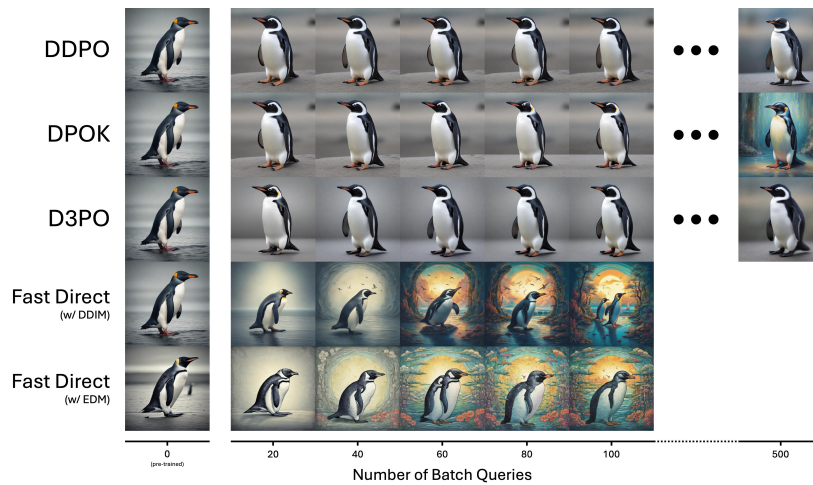 DDPO
DPOK
D3PO
Fast Direct
(w/ DDIM)
Fast Direct
(w/ EDM)
0 20 40 60 80 100 500
(pre-trained)
Number of Batch Queries